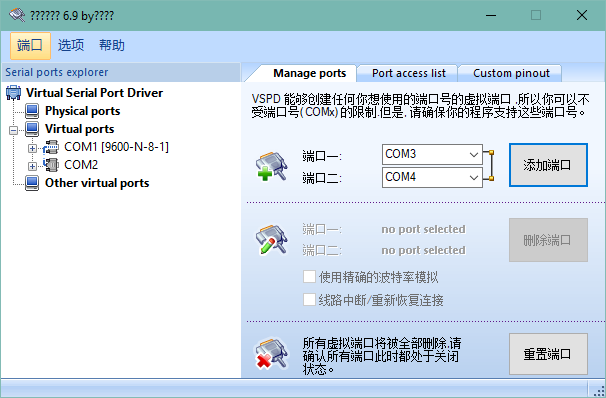 ?????? 6.9 by????
端口 选项 帮助
Serial ports explorer
Virtual Serial Port Driver
Physical ports
Virtual ports
COM1 [9600-N-8-1]
COM2
Other virtual ports
Manage ports Port access list Custom pinout
VSPD 能够创建任何你想使用的端口号的虚拟端口 ,所以你可以不
受端口号(COMx) 的限制.但是, 请确保你的程序支持这些端口号。
端口一: COM3
端口二: COM4
添加端口
端口一: no port selected
端口二: no port selected
删除端口
使用精确的波特率模拟
线路中断/重新恢复连接
所有虚拟端口将被全部删除,请
确认所有端口此时都处于关闭
状态。
重置端口